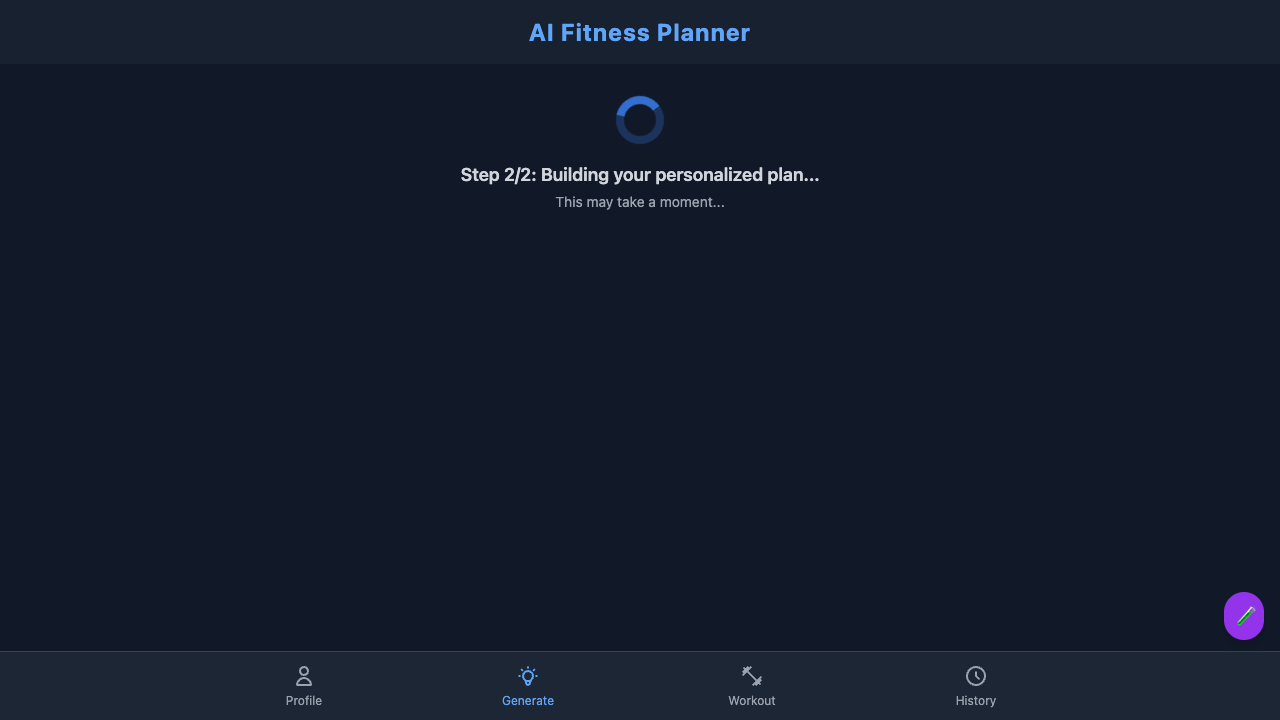 AI Fitness Planner
Step 2/2: Building your personalized plan...
This may take a moment...
Profile
Generate
Workout
History